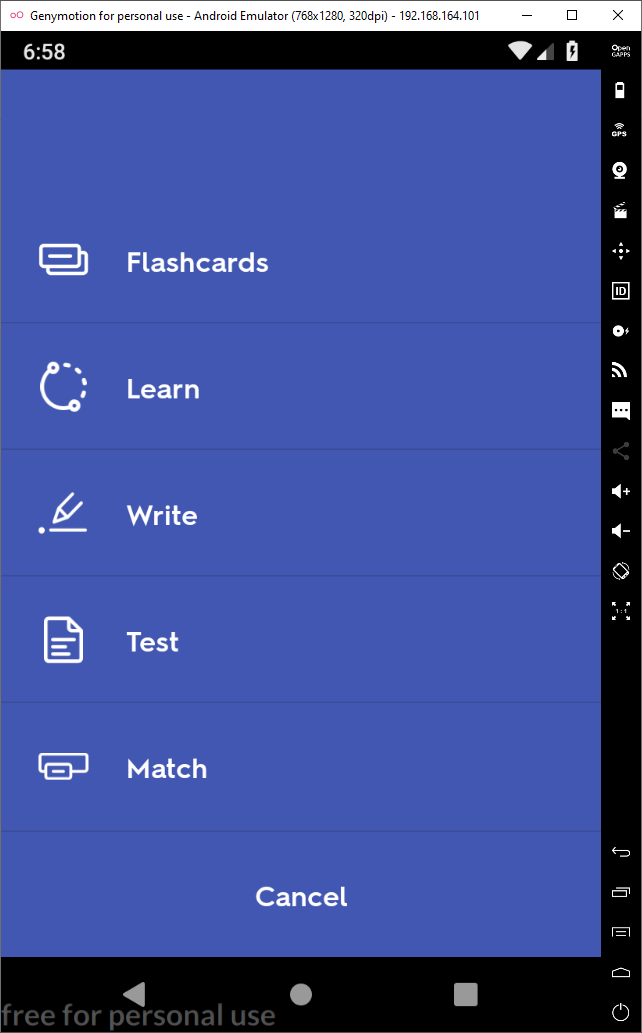 Genymotion for personal use - Android Emulator (768x1280, 320dpi) - 192.168.164.101
6:58
Open
GAPPS
GPS
Flashcards
ID
Learn
Write
1:1
Test
Match
Cancel
free for personal use